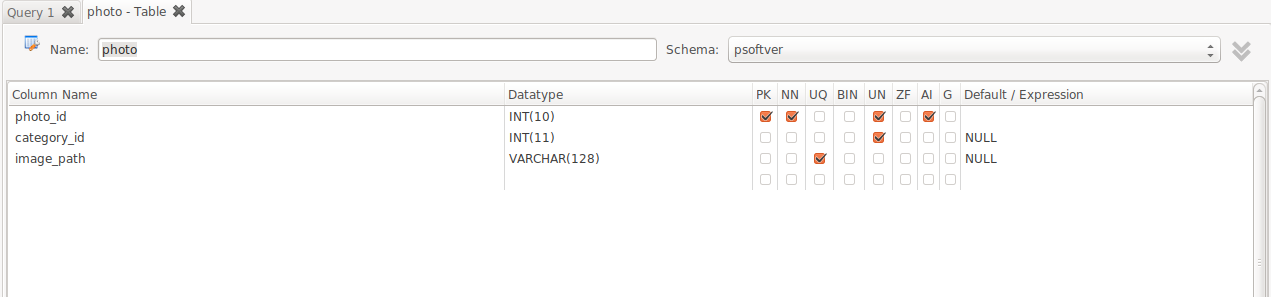 Query 1 photo - Table
Name: photo Schema: psoftver
Column Name Datatype PK NN UQ BIN UN ZF AI G Default / Expression
photo_id INT(10)
category_id INT(11) NULL
image_path VARCHAR(128) NULL